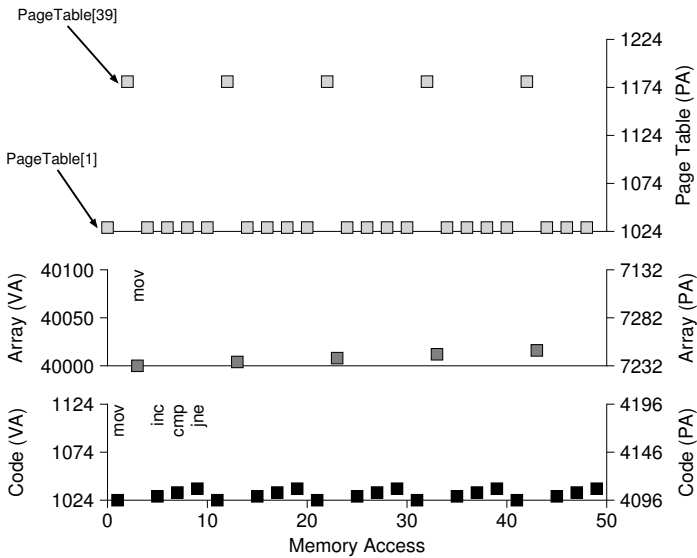 PageTable[39]
1224
1174
1124
1074
1024
Page Table (PA)
PageTable[1]
40100
40050
40000
Array (VA)
mov
7132
7282
7232
Array (PA)
1124
1074
1024
Code (VA)
mov
inc
cmp
jne
4196
4146
4096
Code (PA)
0
10
20
30
40
50
Memory Access